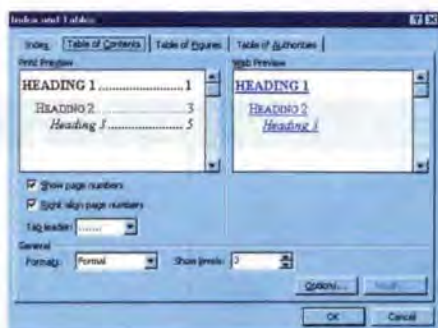 Index and Tables
Index Table of Contents Table of Figures Table of Authorities
Print Preview Web Preview
HEADING 1 ................... 1 HEADING 1
HEADING 2 ................... 3 HEADING 2
Heading 3 ................... 5 Heading 3
Show page numbers
Right align page numbers
Tab leader: .......
General
Formats: Formal Show levels: 3
Options... Modify...
OK Cancel